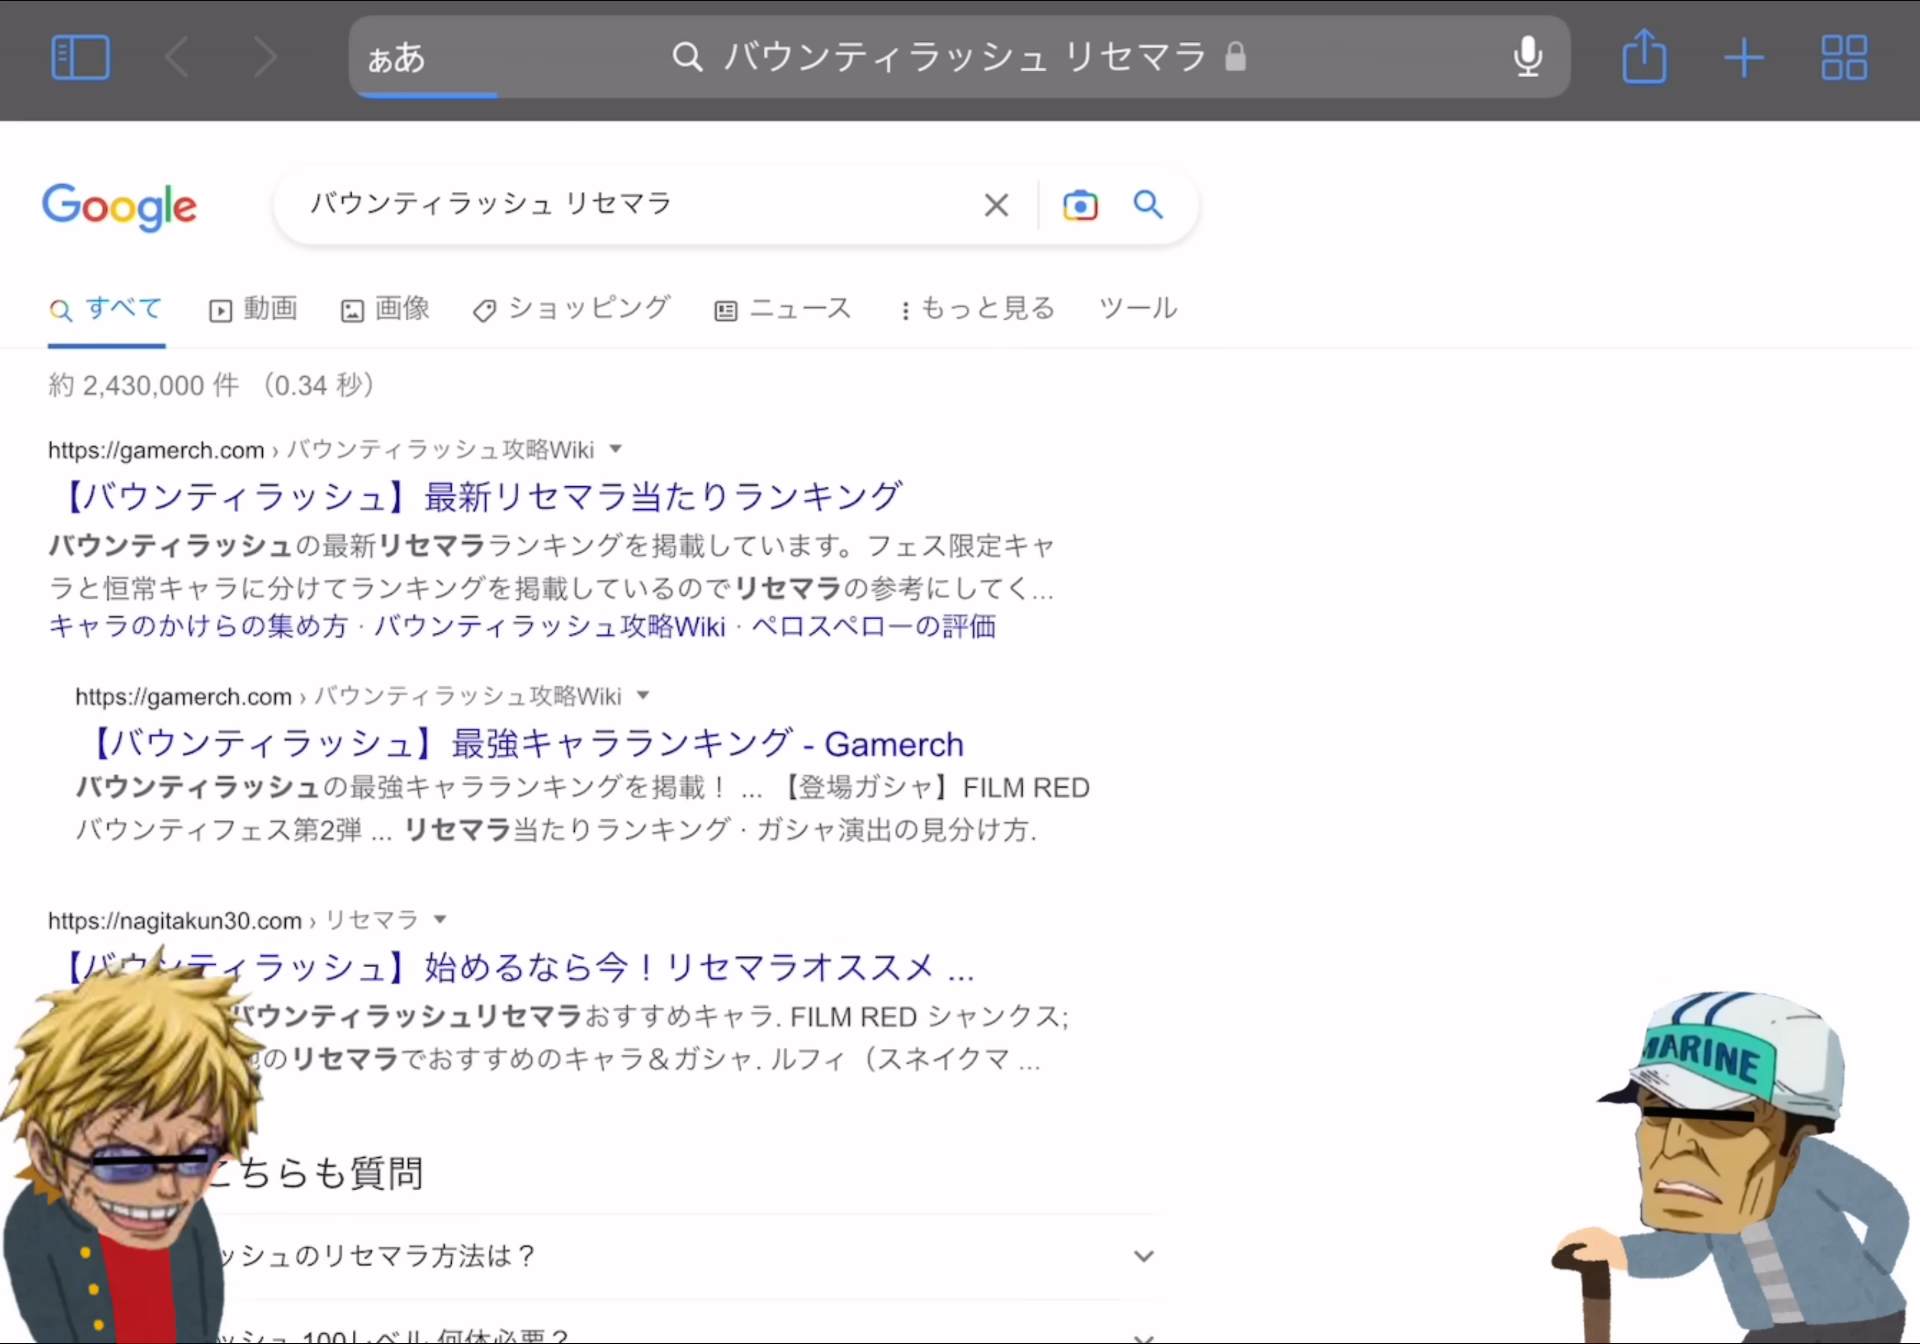 ぁあ バウンティラッシュ リセマラ
Google バウンティラッシュ リセマラ
すべて 動画 画像 ショッピング ニュース もっと見る ツール
約 2,430,000 件 (0.34 秒)
https://gamerch.com › バウンティラッシュ攻略Wiki
【バウンティラッシュ】最新リセマラ当たりランキング
バウンティラッシュの最新リセマラランキングを掲載しています。フェス限定キャ
ラと恒常キャラに分けてランキングを掲載しているのでリセマラの参考にしてく...
キャラのかけらの集め方 · バウンティラッシュ攻略Wiki · ペロスペローの評価
https://gamerch.com › バウンティラッシュ攻略Wiki
【バウンティラッシュ】最強キャラランキング - Gamerch
バウンティラッシュの最強キャラランキングを掲載！ ... 【登場ガシャ】FILM RED
バウンティフェス第2弾 ... リセマラ当たりランキング · ガシャ演出の見分け方.
https://nagitakun30.com › リセマラ
【バウンティラッシュ】始めるなら今！リセマラオススメ ...
バウンティラッシュリセマラおすすめキャラ. FILM RED シャンクス;
のリセマラでおすすめのキャラ＆ガシャ. ルフィ（スネイクマ ...
MARINE
こちらも質問
ッシュのリセマラ方法は？
ッシュ 100レベル 何体必要？